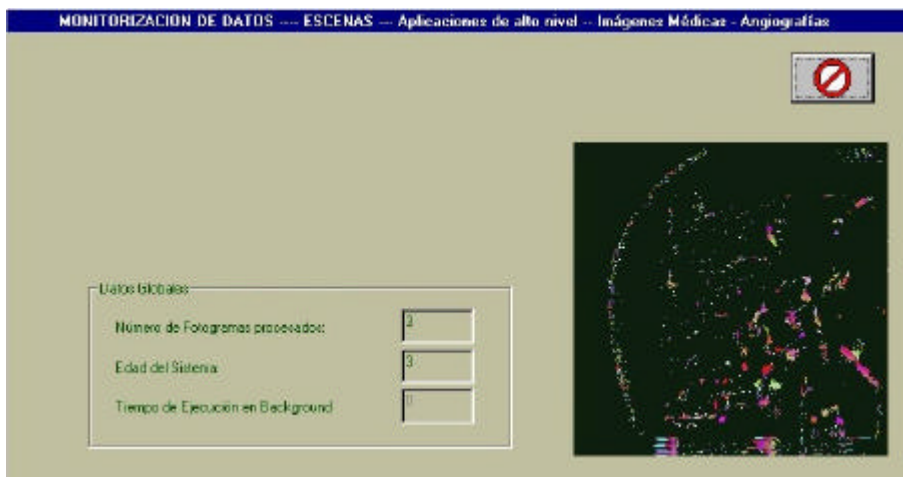 MONITORIZACION DE DATOS ---- ESCENAS --- Aplicaciones de alto nivel -- Imágenes Médicas - Angiografías
Datos Globales
Número de Fotogramas procesados: 3
Edad del Sistema: 3
Tiempo de Ejecución en Background 0